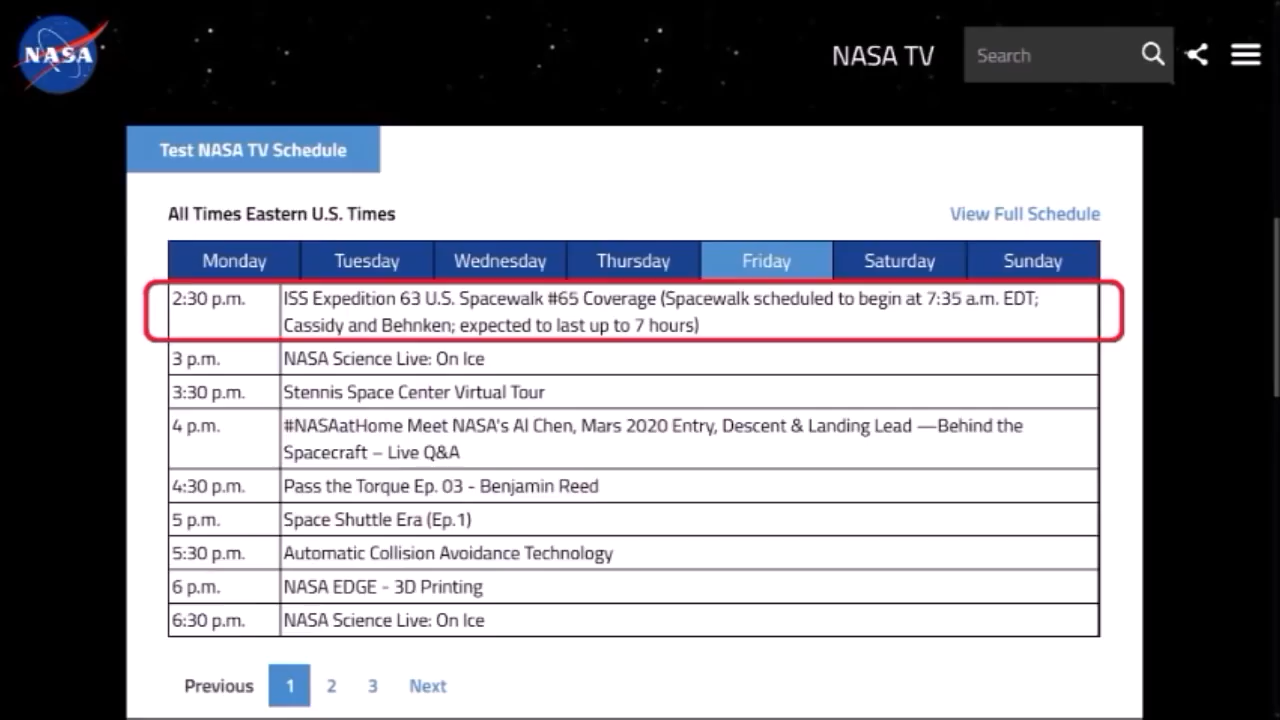 NASA
NASA TV
Search
Test NASA TV Schedule
All Times Eastern U.S. Times
View Full Schedule
Monday Tuesday Wednesday Thursday Friday Saturday Sunday
2:30 p.m. ISS Expedition 63 U.S. Spacewalk #65 Coverage (Spacewalk scheduled to begin at 7:35 a.m. EDT;
Cassidy and Behnken; expected to last up to 7 hours)
3 p.m. NASA Science Live: On Ice
3:30 p.m. Stennis Space Center Virtual Tour
4 p.m. #NASAatHome Meet NASA's Al Chen, Mars 2020 Entry, Descent & Landing Lead —Behind the
Spacecraft – Live Q&A
4:30 p.m. Pass the Torque Ep. 03 - Benjamin Reed
5 p.m. Space Shuttle Era (Ep.1)
5:30 p.m. Automatic Collision Avoidance Technology
6 p.m. NASA EDGE - 3D Printing
6:30 p.m. NASA Science Live: On Ice
Previous 1 2 3 Next